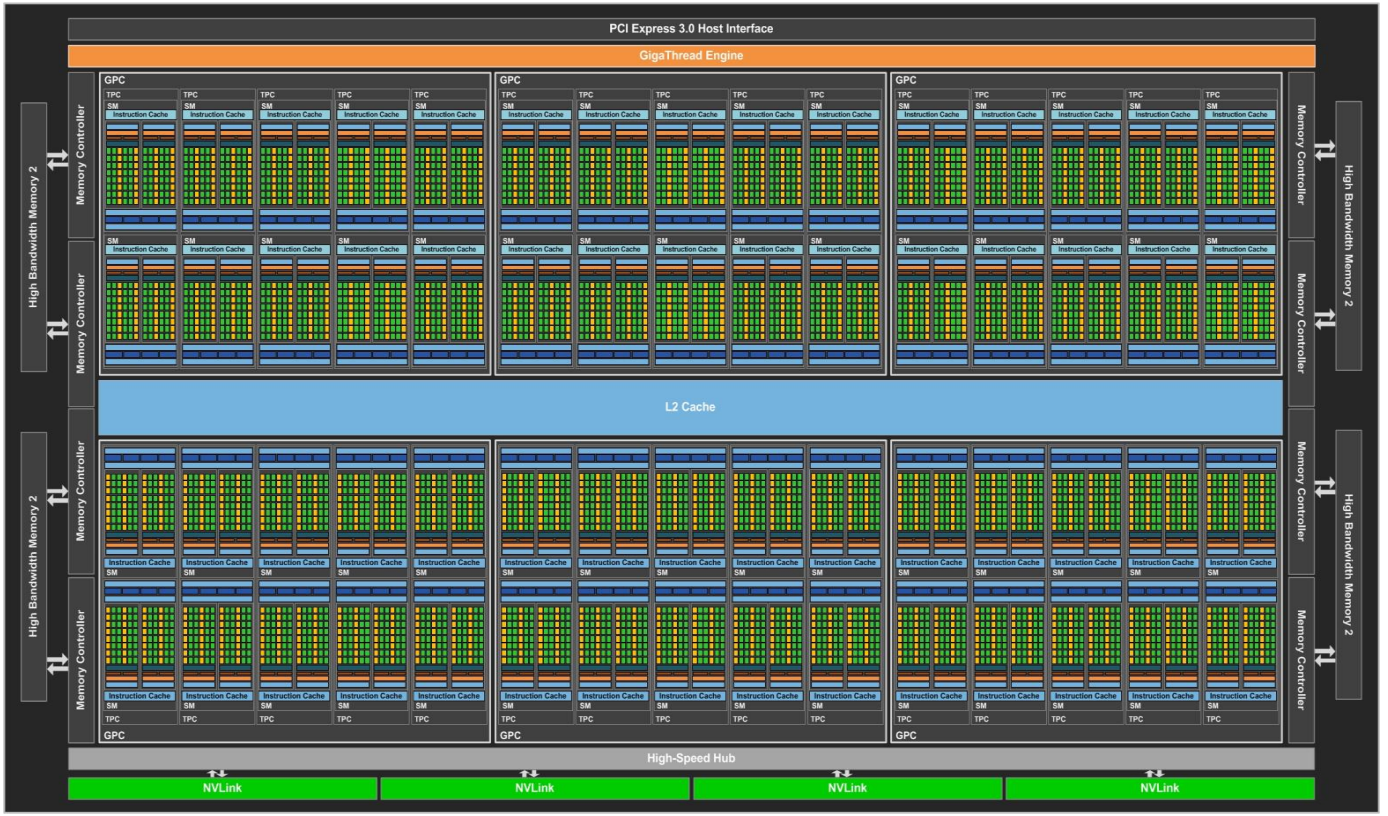 PCI Express 3.0 Host Interface
GigaThread Engine
GPC GPC GPC
TPC TPC TPC TPC TPC TPC TPC TPC TPC TPC TPC TPC TPC TPC TPC
SM SM SM SM SM SM SM SM SM SM SM SM SM SM SM
Instruction Cache Instruction Cache Instruction Cache Instruction Cache Instruction Cache Instruction Cache Instruction Cache Instruction Cache Instruction Cache Instruction Cache Instruction Cache Instruction Cache Instruction Cache Instruction Cache Instruction Cache
Memory Controller
Memory Controller
High Bandwidth Memory 2
High Bandwidth Memory 2
SM SM SM SM SM SM SM SM SM SM SM SM SM SM SM
Instruction Cache Instruction Cache Instruction Cache Instruction Cache Instruction Cache Instruction Cache Instruction Cache Instruction Cache Instruction Cache Instruction Cache Instruction Cache Instruction Cache Instruction Cache Instruction Cache Instruction Cache
Memory Controller
Memory Controller
L2 Cache
Memory Controller
Memory Controller
High Bandwidth Memory 2
High Bandwidth Memory 2
Instruction Cache Instruction Cache Instruction Cache Instruction Cache Instruction Cache Instruction Cache Instruction Cache Instruction Cache Instruction Cache Instruction Cache Instruction Cache Instruction Cache Instruction Cache Instruction Cache Instruction Cache
SM SM SM SM SM SM SM SM SM SM SM SM SM SM SM
Memory Controller
Memory Controller
Instruction Cache Instruction Cache Instruction Cache Instruction Cache Instruction Cache Instruction Cache Instruction Cache Instruction Cache Instruction Cache Instruction Cache Instruction Cache Instruction Cache Instruction Cache Instruction Cache Instruction Cache
SM SM SM SM SM SM SM SM SM SM SM SM SM SM SM
TPC TPC TPC TPC TPC TPC TPC TPC TPC TPC TPC TPC TPC TPC TPC
GPC GPC GPC
High-Speed Hub
NVLink NVLink NVLink NVLink